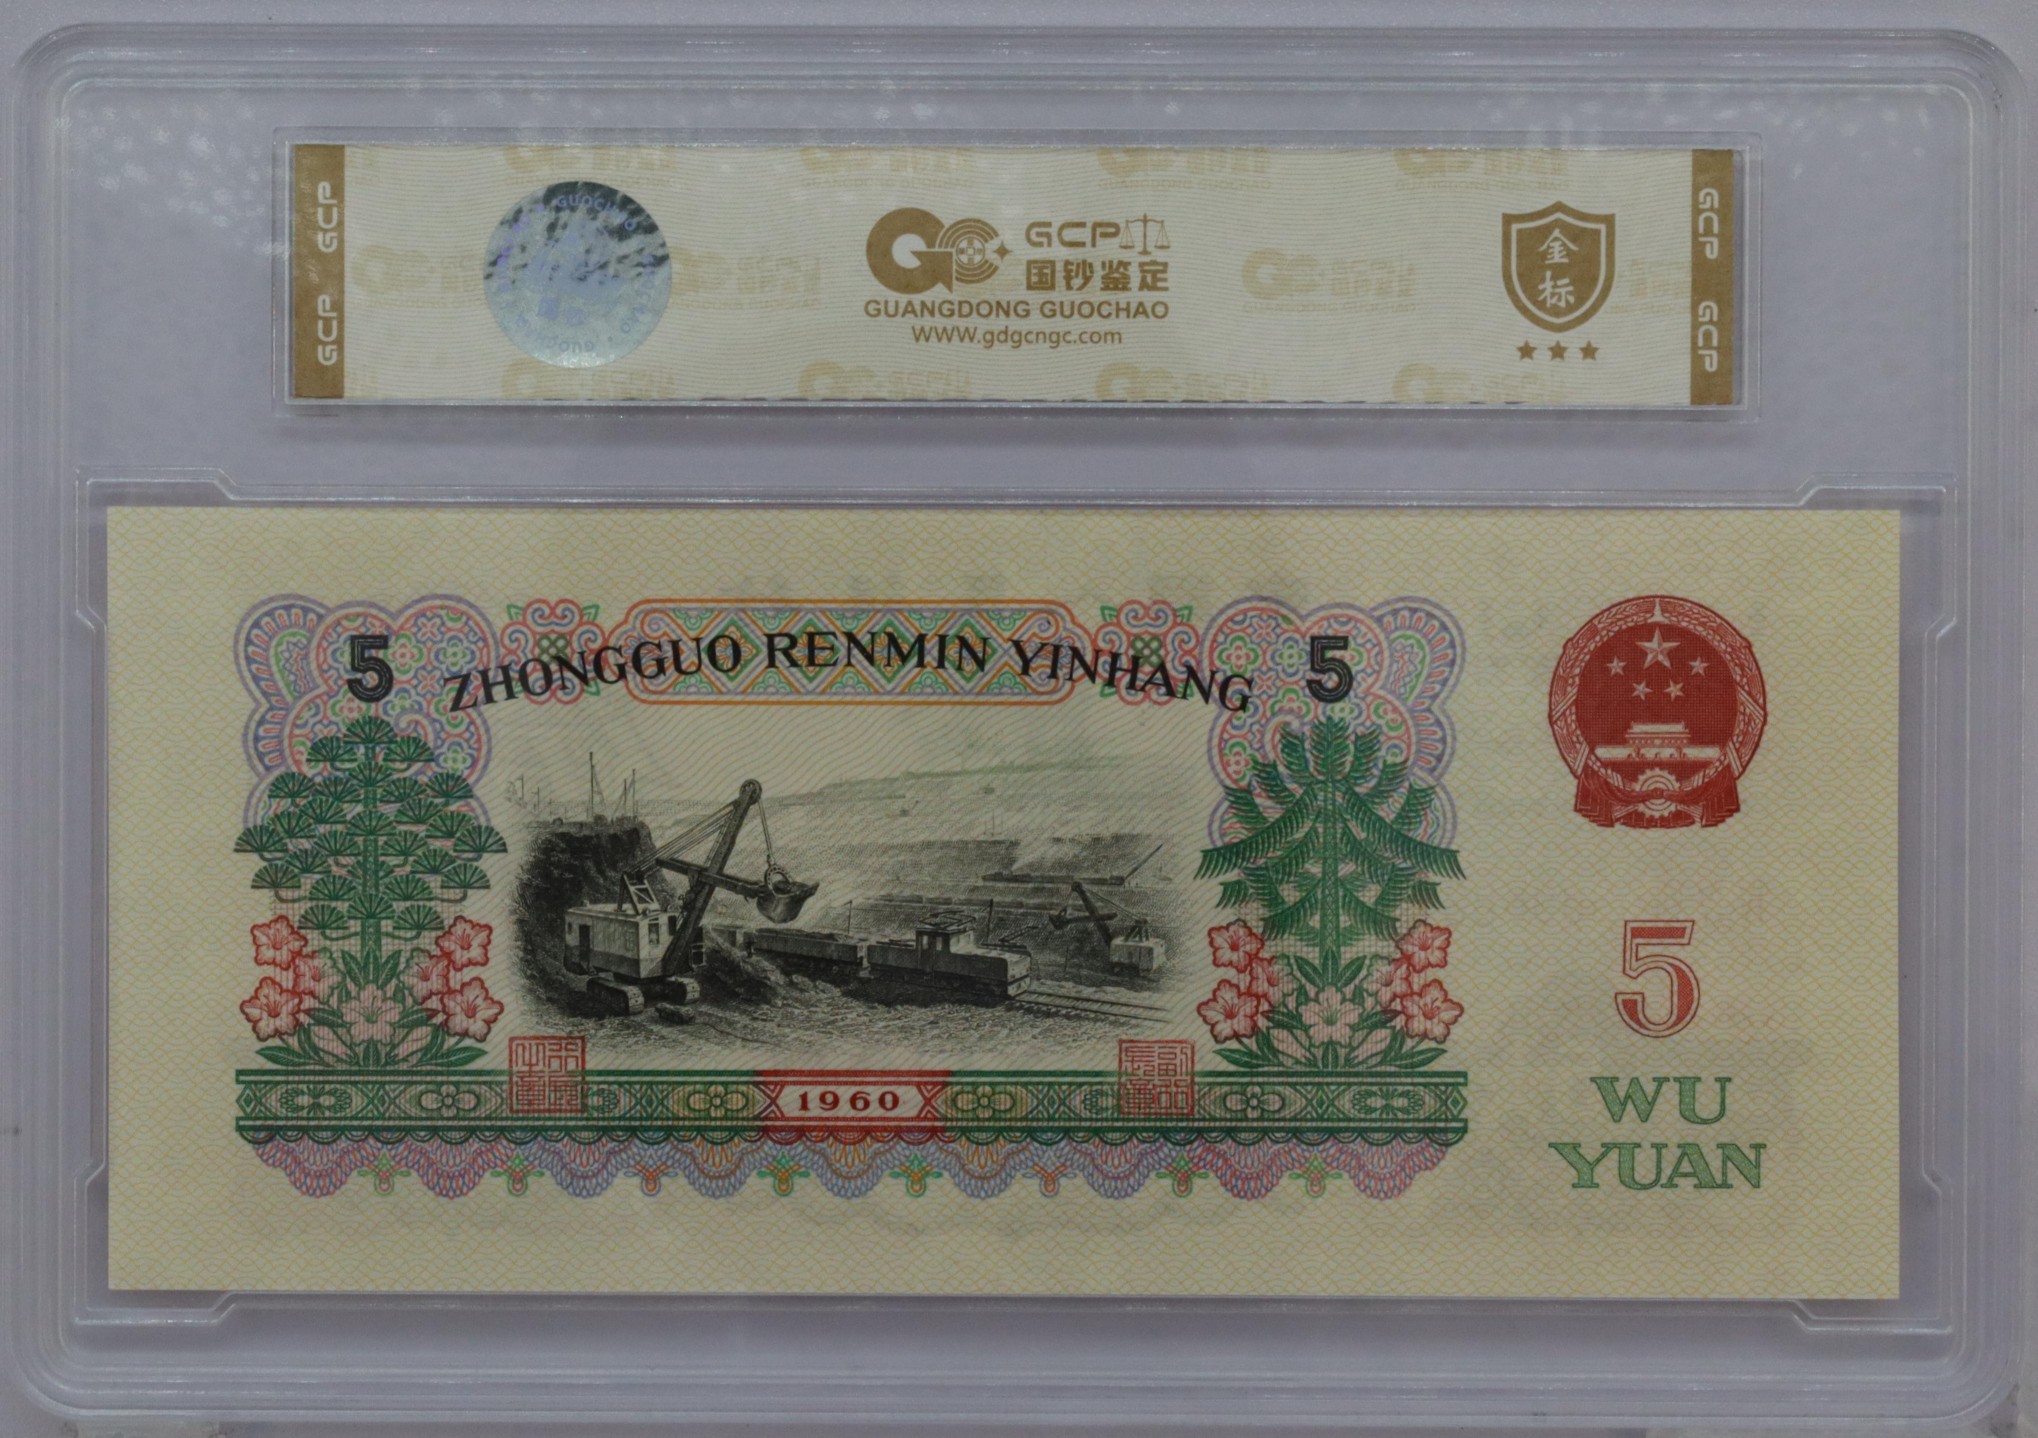 GCP GCP
GUOCHAO
GCP
国钞鉴定
GUANGDONG GUOCHAO
WWW.gdgcngc.com
金标
GCP GCP
5 ZHONGGUO RENMIN YINHANG 5
1960
5
WU
YUAN